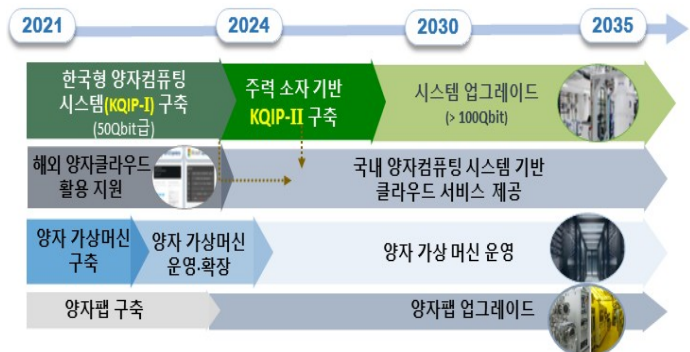 2021
2024
2030
2035
한국형 양자컴퓨팅
시스템(KQIP-I) 구축
(50Qbit급)
주력 소자 기반
KQIP-II 구축
시스템 업그레이드
(> 100Qbit)
해외 양자클라우드
활용 지원
국내 양자컴퓨팅 시스템 기반
클라우드 서비스 제공
양자 가상머신
구축
양자 가상머신
운영.확장
양자 가상 머신 운영
양자팹 구축
양자팹 업그레이드